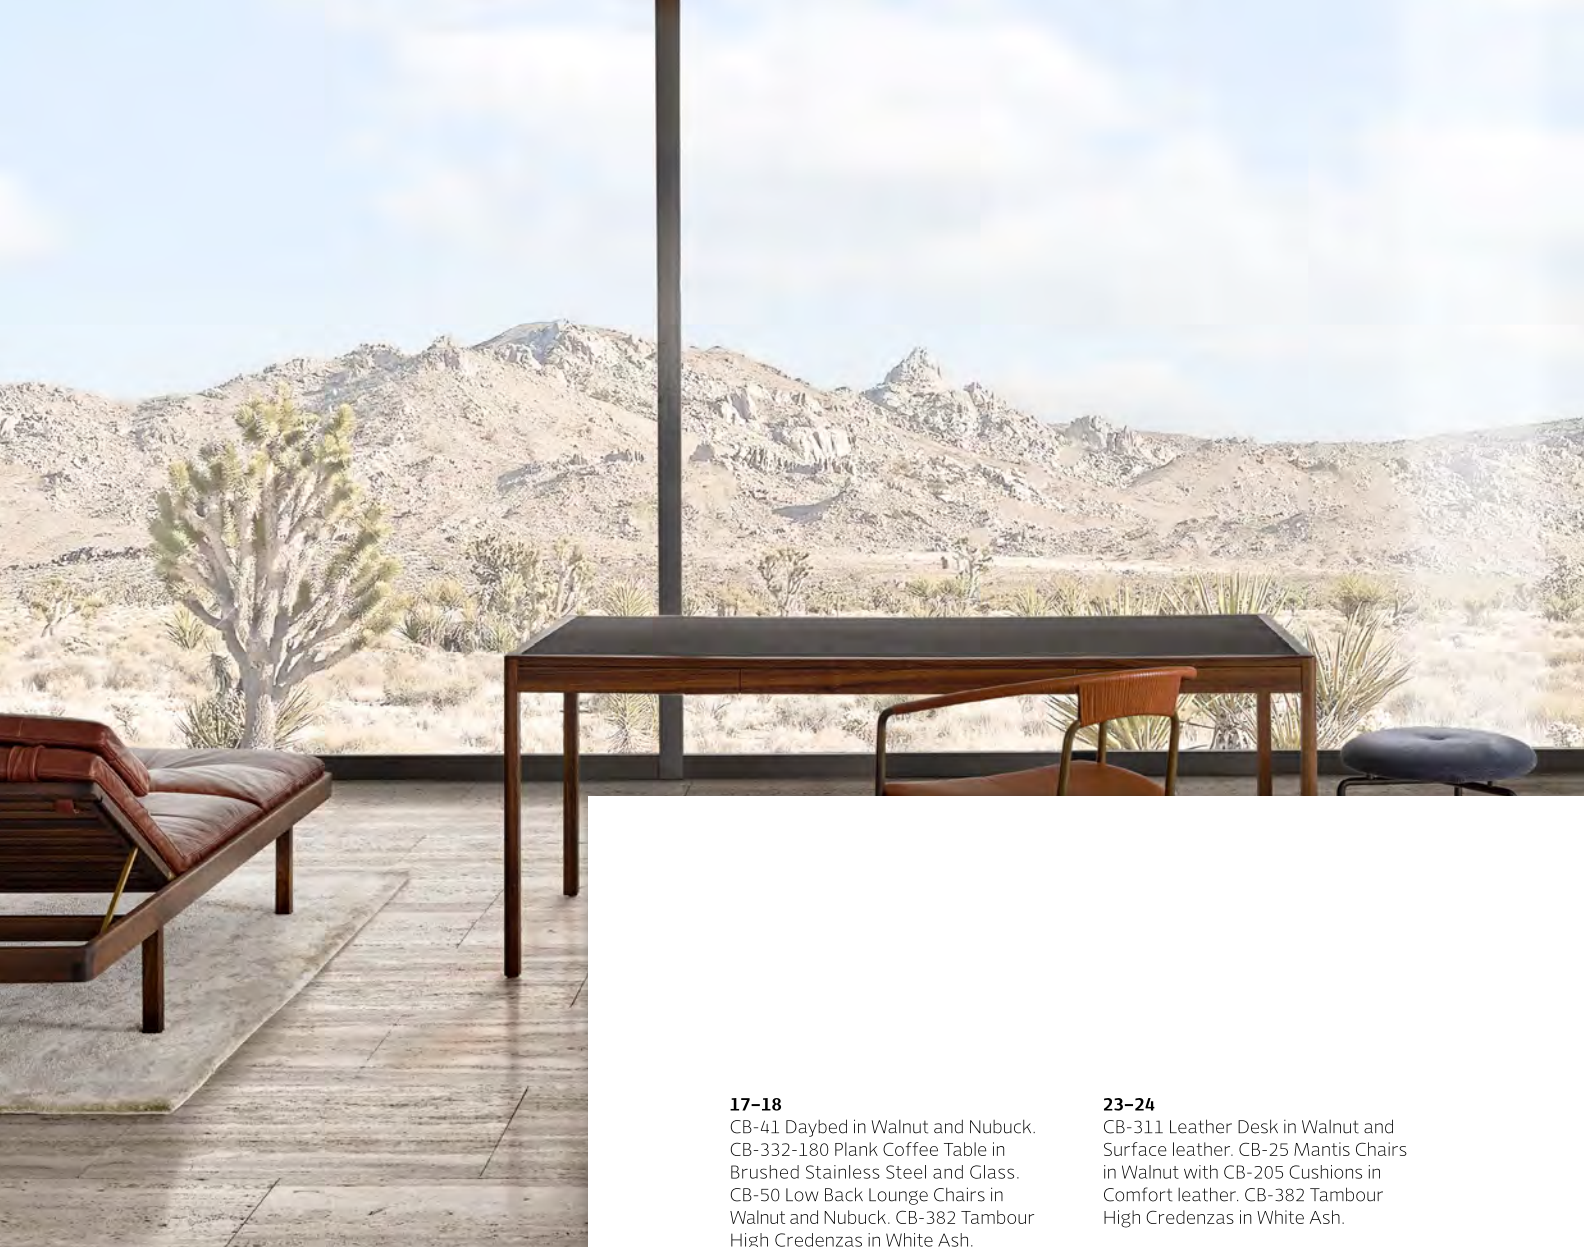 17–18
CB-41 Daybed in Walnut and Nubuck.
CB-332-180 Plank Coffee Table in
Brushed Stainless Steel and Glass.
CB-50 Low Back Lounge Chairs in
Walnut and Nubuck. CB-382 Tambour
High Credenzas in White Ash.
23–24
CB-311 Leather Desk in Walnut and
Surface leather. CB-25 Mantis Chairs
in Walnut with CB-205 Cushions in
Comfort leather. CB-382 Tambour
High Credenzas in White Ash.